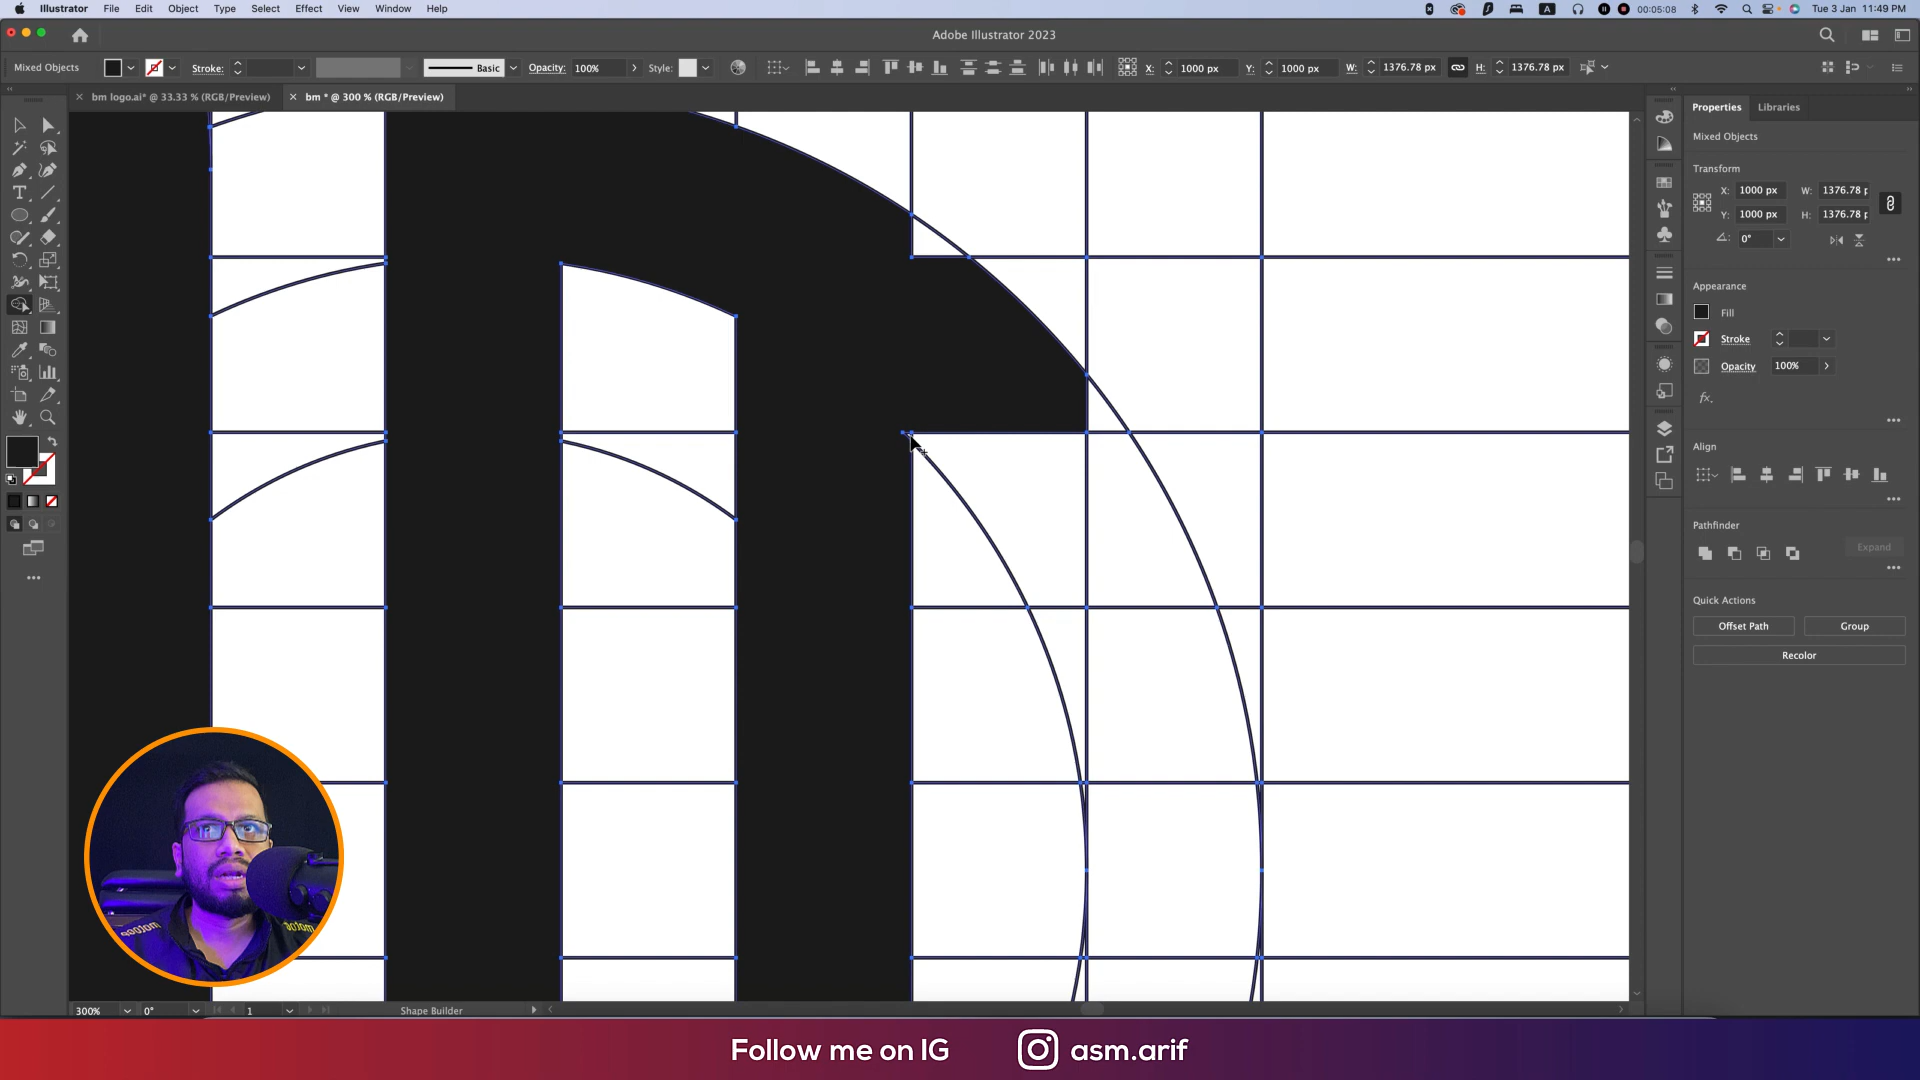 Illustrator File Edit Object Type Select Effect View Window Help
A 00:05:08 Tue 3 Jan 11:49 PM
Adobe Illustrator 2023
Mixed Objects Stroke: Basic Opacity: 100% Style: X: 1000 px Y: 1000 px W: 1376.78 px H: 1376.78 px
× bm logo.ai* @ 33.33 % (RGB/Preview) × bm * @ 300 % (RGB/Preview)
Properties Libraries
Mixed Objects
Transform
X: 1000 px W: 1376.78 p
Y: 1000 px H: 1376.78 p
0°
Appearance
Fill
Stroke
Opacity 100%
fx.
Align
Pathfinder
Expand
Quick Actions
Offset Path Group
Recolor
300% 0° 1 Shape Builder
Follow me on IG asm.arif